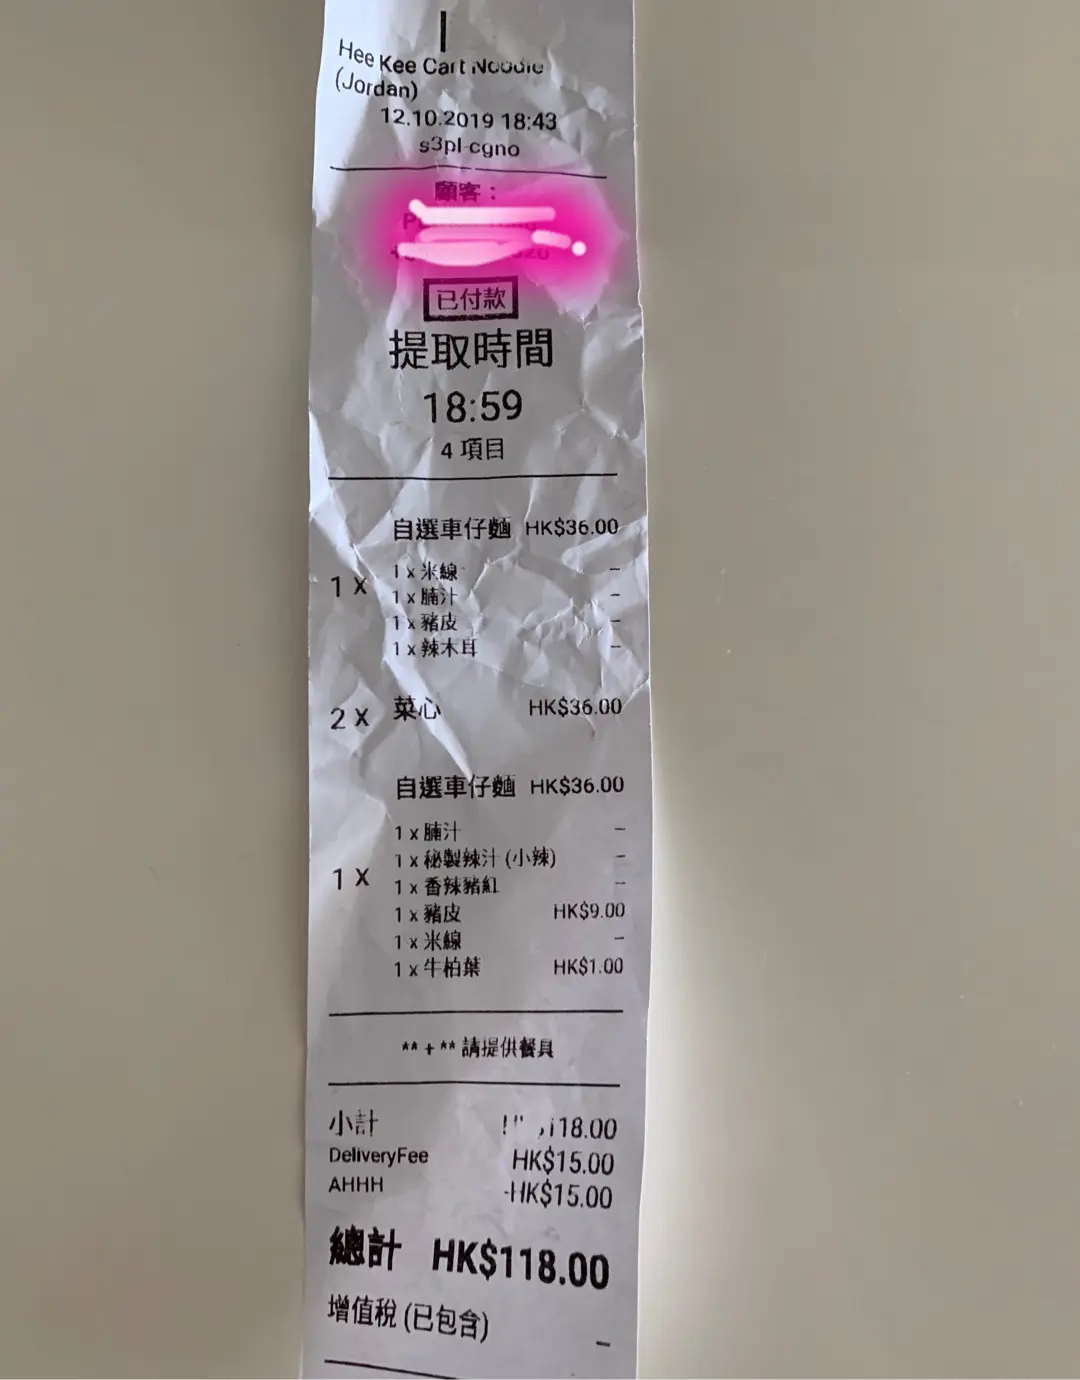 Hee Kee Cart Noodle
(Jordan)
12.10.2019 18:43
s3pl-cgno
顧客：
已付款
提取時間
18:59
4 項目
1 X 自選車仔麵 HK$36.00
1 x 米線 –
1 x 腩汁 –
1 x 豬皮 –
1 x 辣木耳 –
2 X 菜心 HK$36.00
1 X 自選車仔麵 HK$36.00
1 x 腩汁 –
1 x 秘製辣汁 (小辣) –
1 x 香辣豬紅 –
1 x 豬皮 HK$9.00
1 x 米線 –
1 x 牛柏葉 HK$1.00
** + ** 請提供餐具
小計 118.00
DeliveryFee HK$15.00
AHHH -HK$15.00
總計 HK$118.00
增值稅 (已包含) –